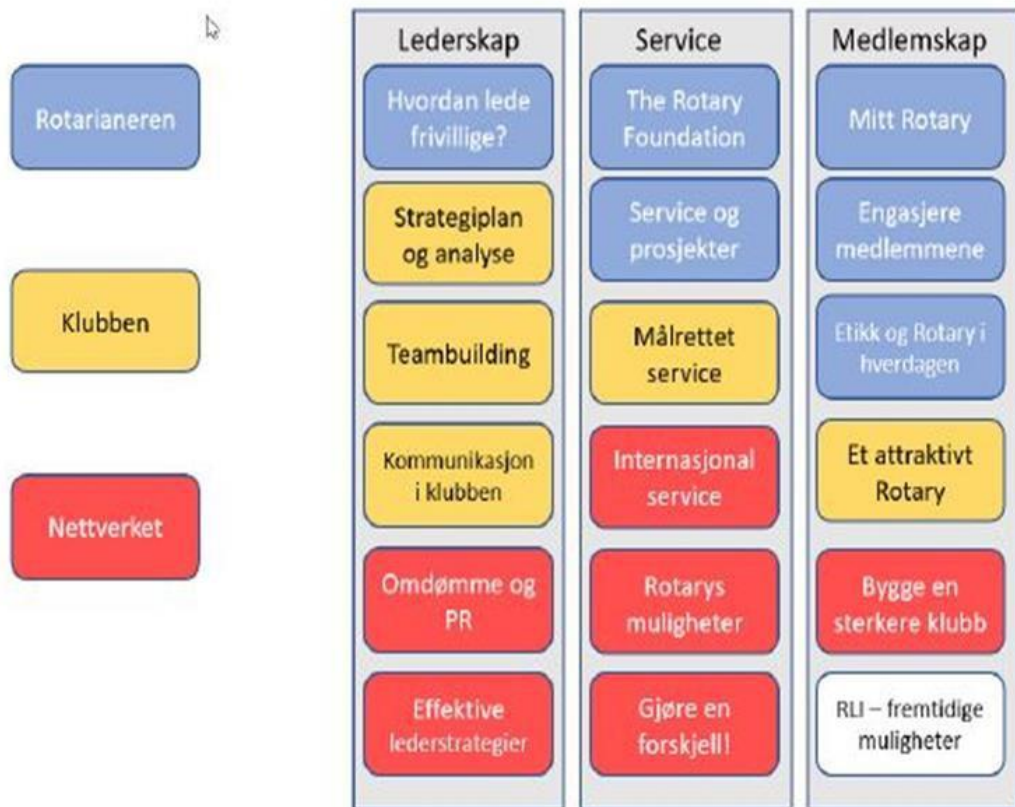 Rotarianeren
Klubben
Nettverket
Lederskap
Hvordan lede
frivillige?
Strategiplan
og analyse
Teambuilding
Kommunikasjon
i klubben
Omdømme og
PR
Effektive
lederstrategier
Service
The Rotary
Foundation
Service og
prosjekter
Målrettet
service
Internasjonal
service
Rotarys
muligheter
Gjøre en
forskjell!
Medlemskap
Mitt Rotary
Engasjere
medlemmene
Etikk og Rotary i
hverdagen
Et attraktivt
Rotary
Bygge en
sterkere klubb
RLI – fremtidige
muligheter